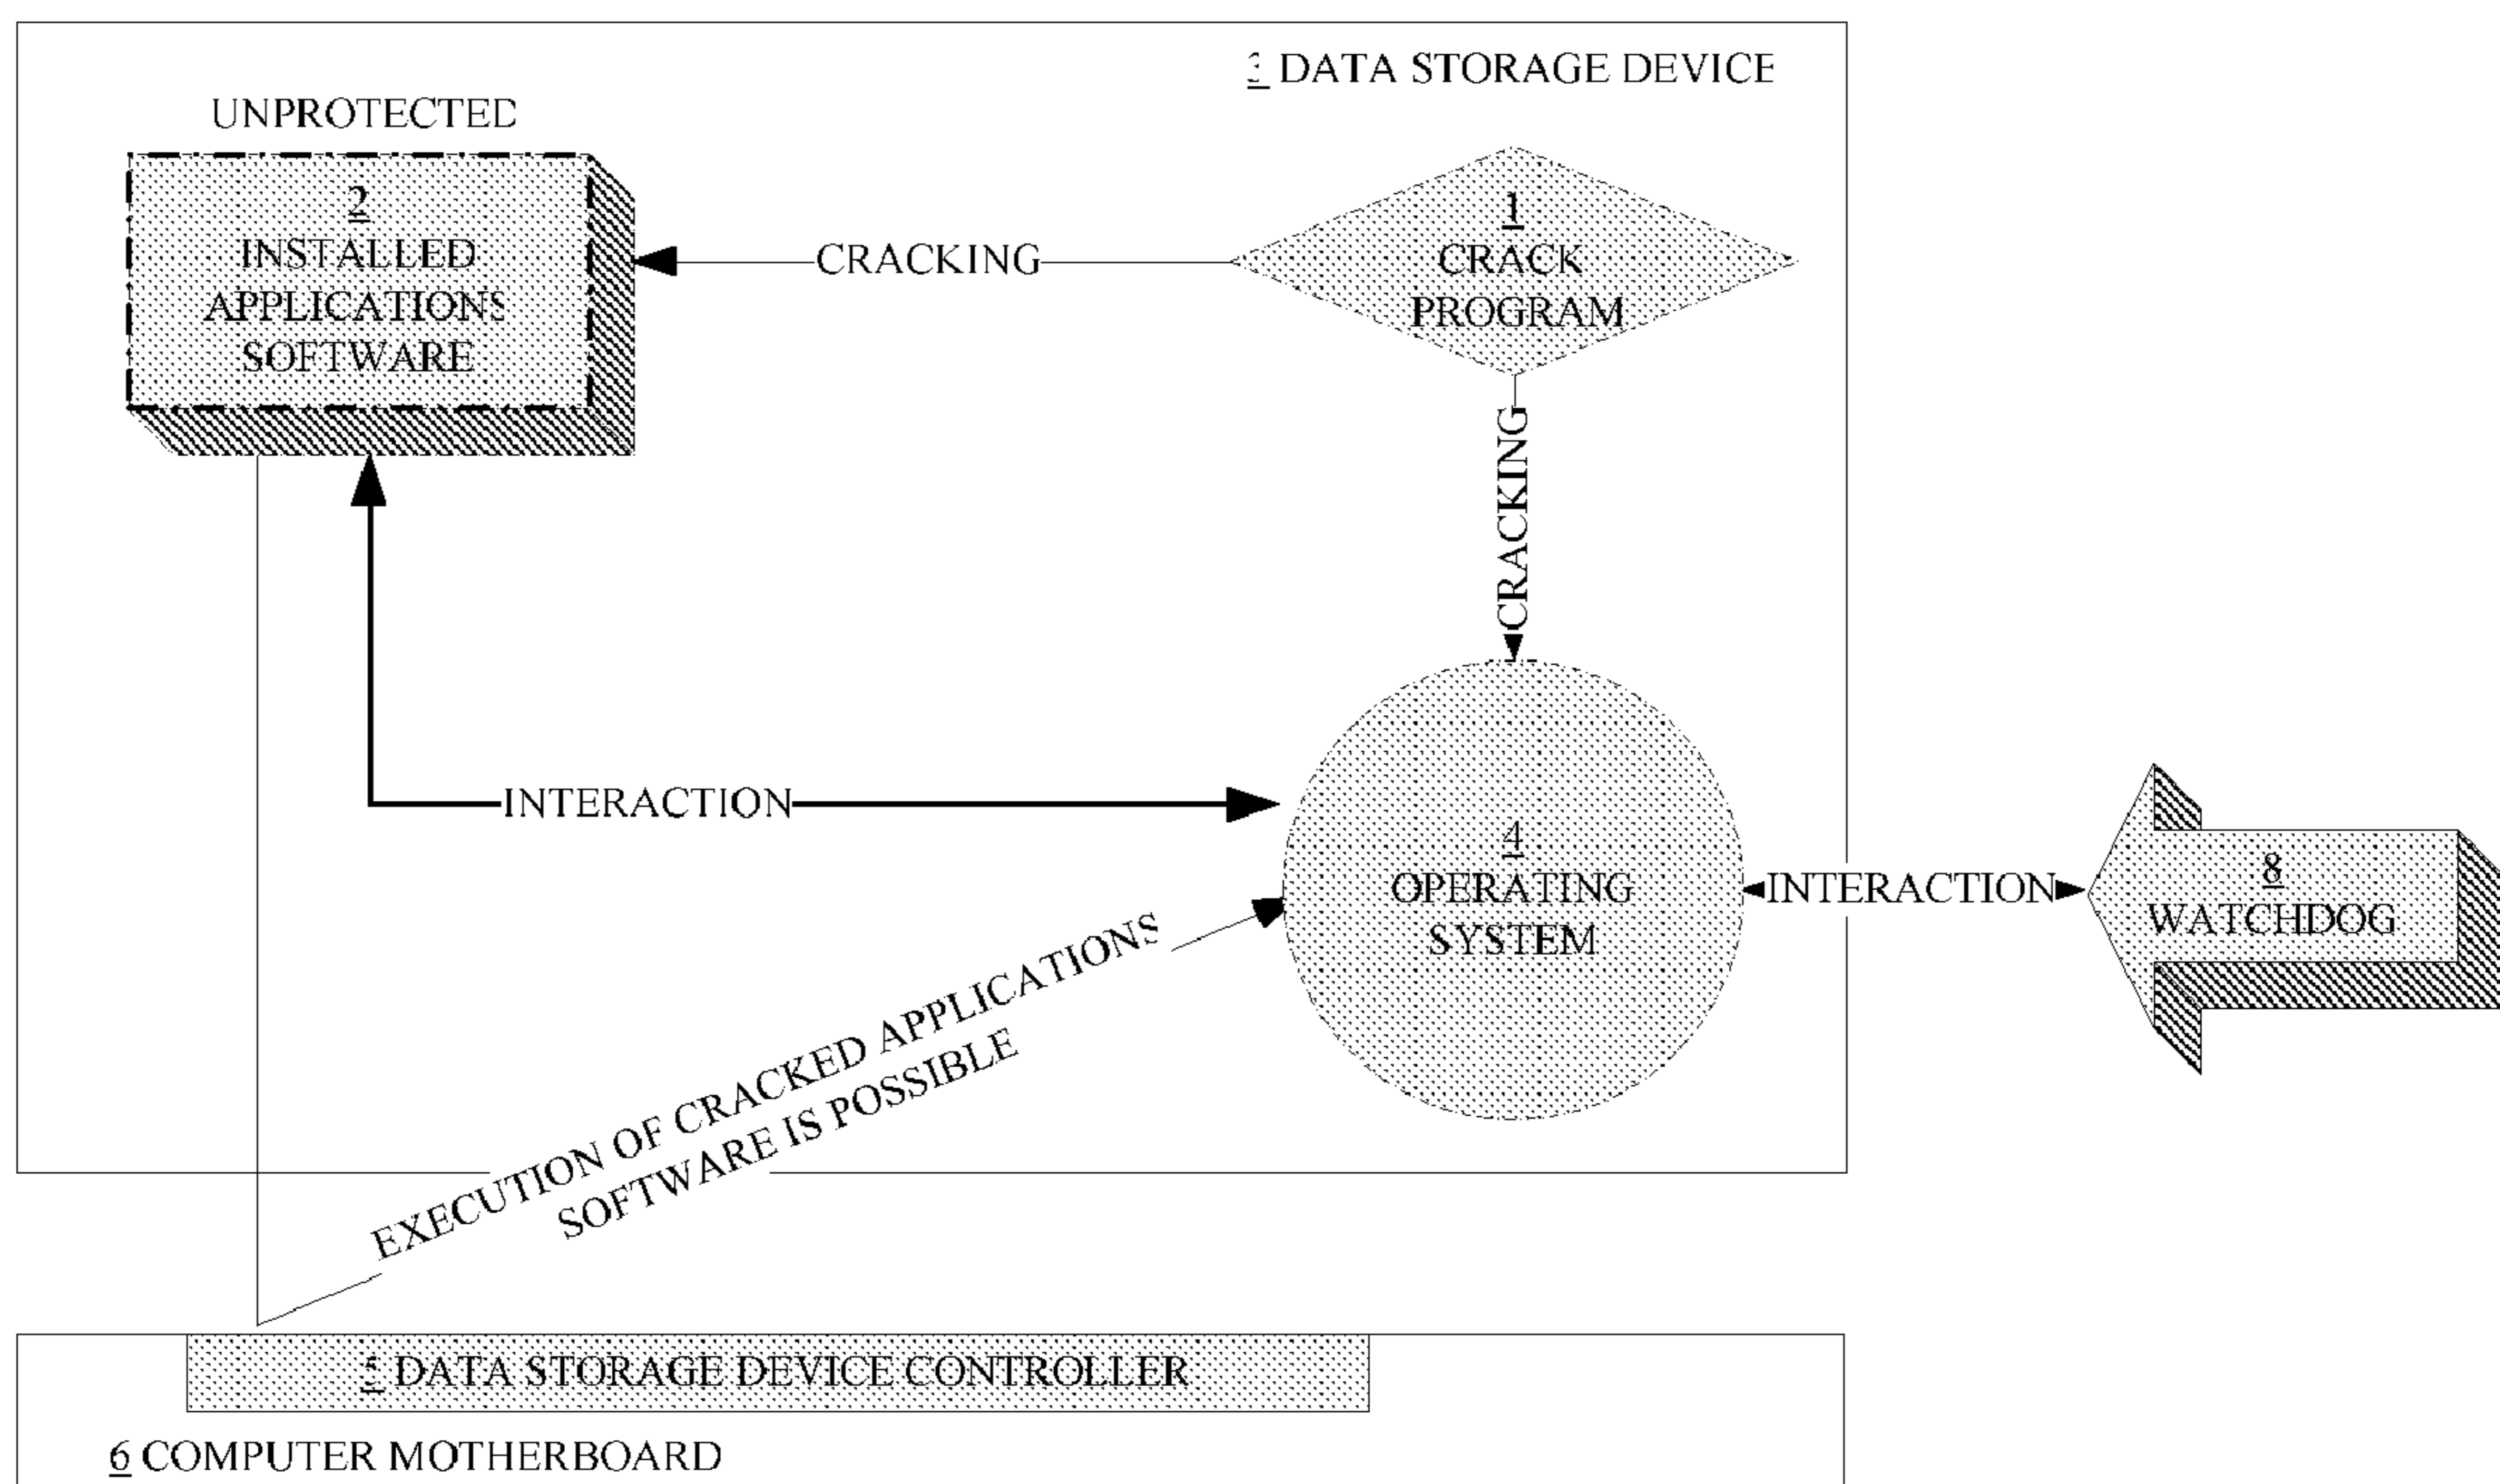 3 DATA STORAGE DEVICE
UNPROTECTED
2
INSTALLED
APPLICATIONS
SOFTWARE
CRACKING
1
CRACK
PROGRAM
CRACKING
INTERACTION
4
OPERATING
SYSTEM
INTERACTION
8
WATCHDOG
EXECUTION OF CRACKED APPLICATIONS
SOFTWARE IS POSSIBLE
5 DATA STORAGE DEVICE CONTROLLER
6 COMPUTER MOTHERBOARD